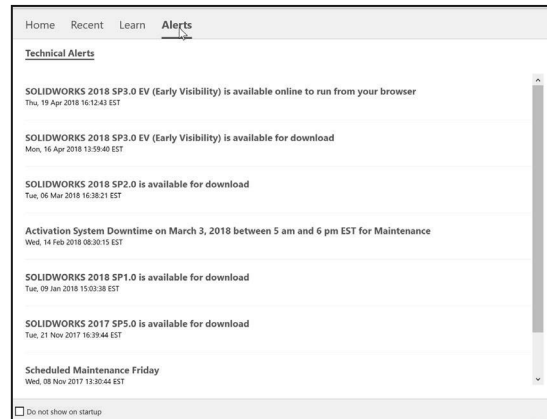 Home Recent Learn Alerts
Technical Alerts
SOLIDWORKS 2018 SP3.0 EV (Early Visibility) is available online to run from your browser
Thu, 19 Apr 2018 16:12:43 EST
SOLIDWORKS 2018 SP3.0 EV (Early Visibility) is available for download
Mon, 16 Apr 2018 13:59:40 EST
SOLIDWORKS 2018 SP2.0 is available for download
Tue, 06 Mar 2018 16:38:21 EST
Activation System Downtime on March 3, 2018 between 5 am and 6 pm EST for Maintenance
Wed, 14 Feb 2018 08:30:15 EST
SOLIDWORKS 2018 SP1.0 is available for download
Tue, 09 Jan 2018 15:03:38 EST
SOLIDWORKS 2017 SP5.0 is available for download
Tue, 21 Nov 2017 16:39:44 EST
Scheduled Maintenance Friday
Wed, 08 Nov 2017 13:30:44 EST
Do not show on startup